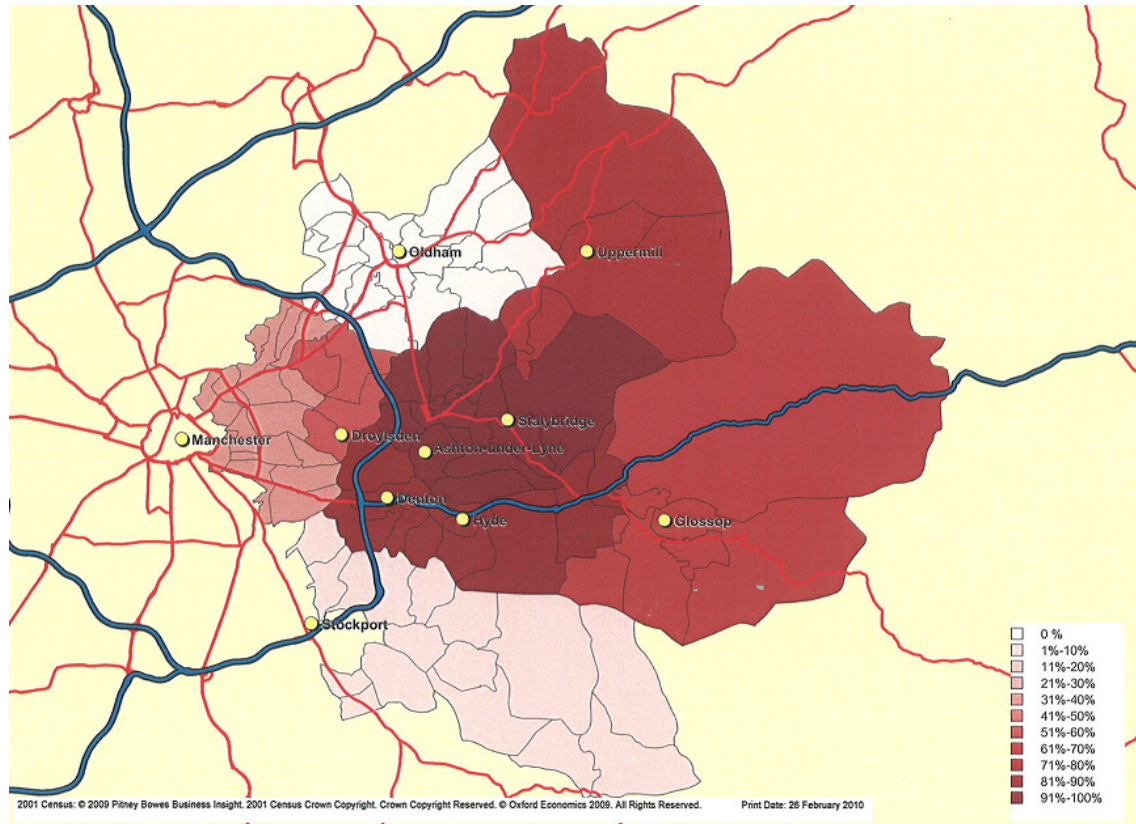 Oldham
Uppermill
Stalybridge
Manchester
Droylsden
Ashton-under-Lyne
Denton
Hyde
Glossop
Stockport
0 %
1%-10%
11%-20%
21%-30%
31%-40%
41%-50%
51%-60%
61%-70%
71%-80%
81%-90%
91%-100%
2001 Census: © 2009 Pitney Bowes Business Insight. 2001 Census Crown Copyright. Crown Copyright Reserved. © Oxford Economics 2009. All Rights Reserved. Print Date: 26 February 2010